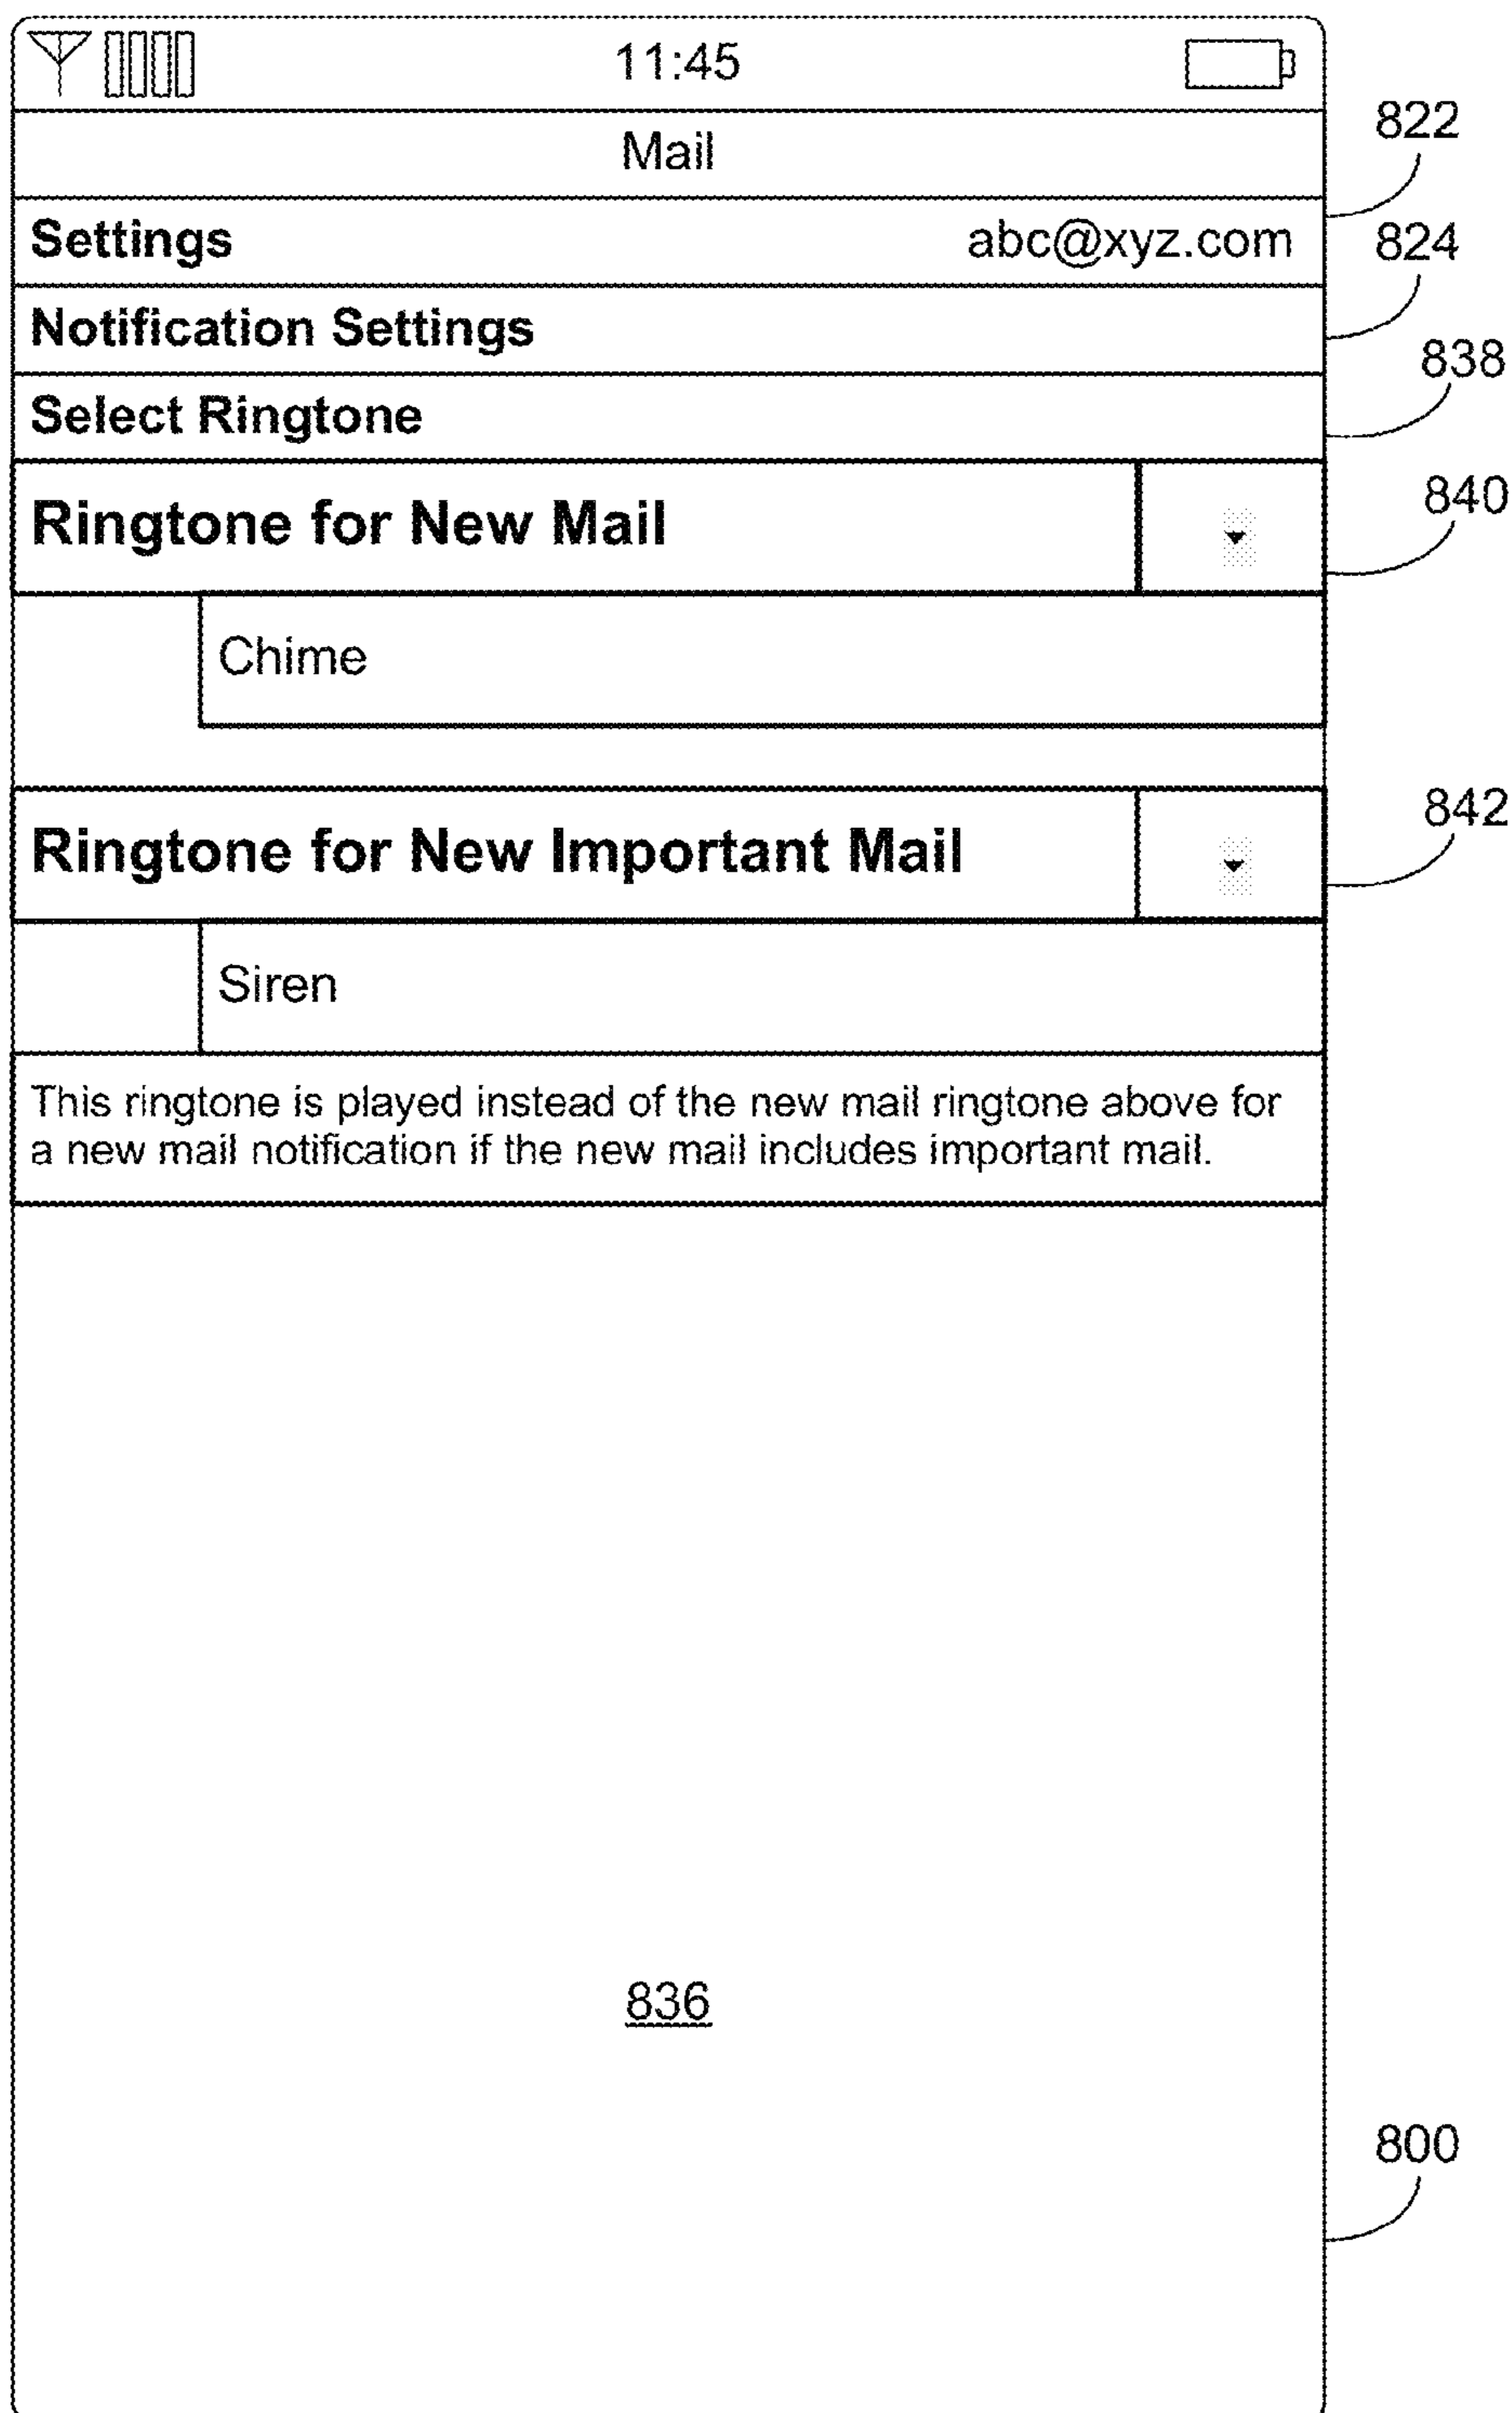 11:45
Mail
822
Settings abc@xyz.com
824
Notification Settings
838
Select Ringtone
840
Ringtone for New Mail
Chime
842
Ringtone for New Important Mail
Siren
This ringtone is played instead of the new mail ringtone above for
a new mail notification if the new mail includes important mail.
836
800